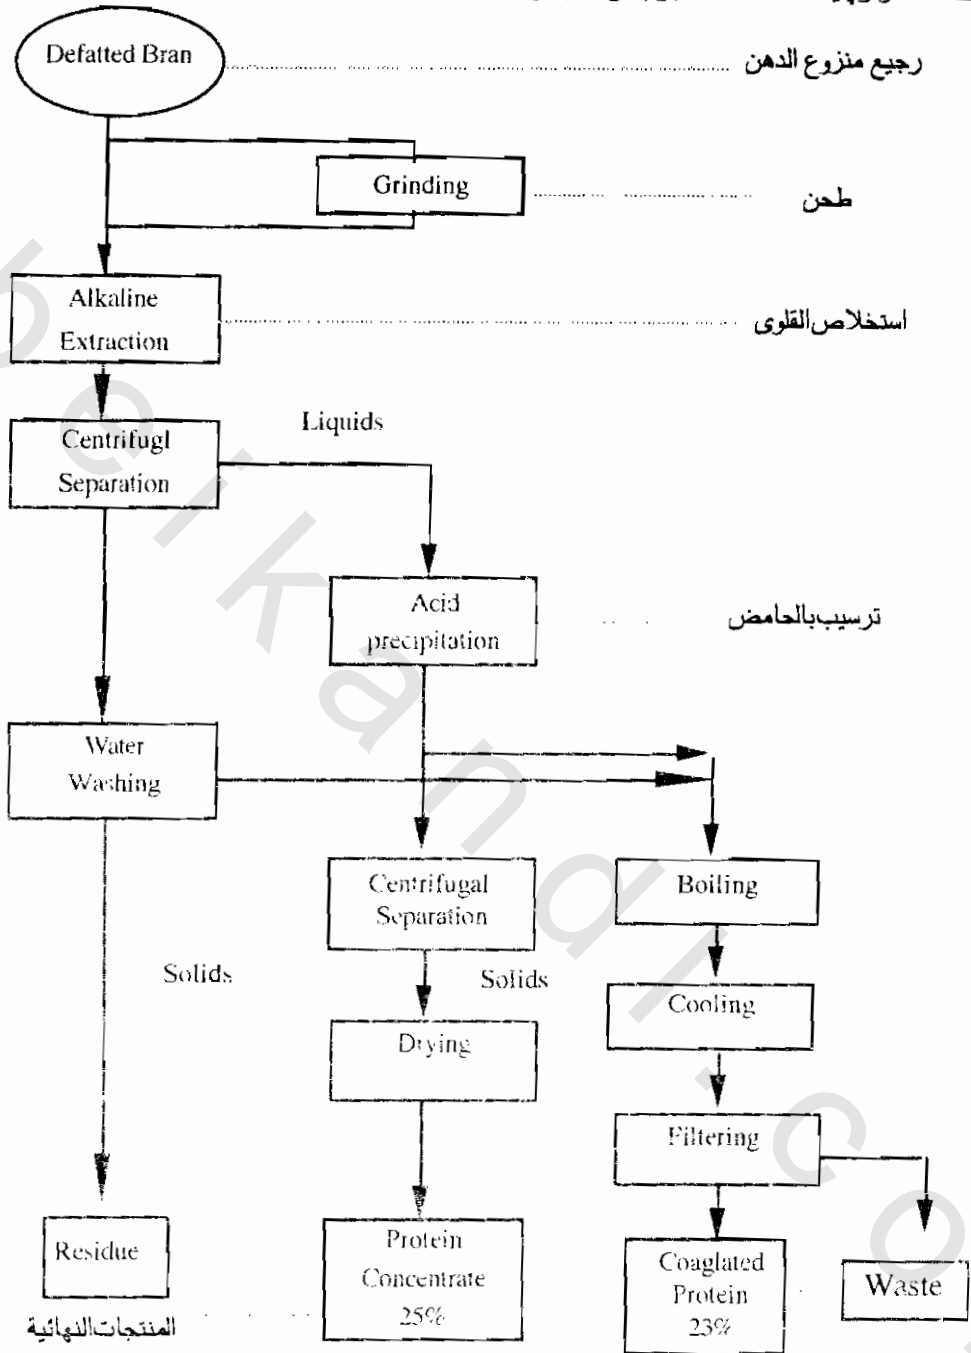 Defatted Bran
رجيع منزوع الدهن
Grinding
طحن
Alkaline
Extraction
استخلاص القلوى
Centrifugl
Separation
Liquids
Acid
precipitation
ترسيب بالحامض
Water
Washing
Centrifugal
Separation
Boiling
Solids
Solids
Cooling
Drying
Filtering
Residue
Protein
Concentrate
25%
Coaglated
Protein
23%
Waste
المنتجات النهائية
beikandl.co